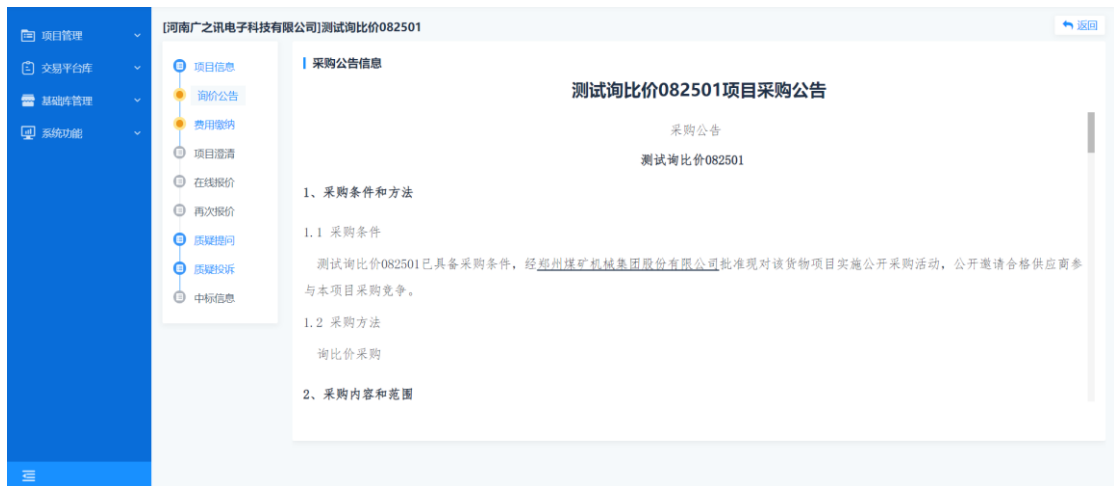 项目管理
交易平台库
基础库管理
系统功能
[河南广之讯电子科技有限公司]测试询比价082501
返回
项目信息
询价公告
费用缴纳
项目澄清
在线报价
再次报价
质疑提问
质疑投诉
中标信息
采购公告信息
测试询比价082501项目采购公告
采购公告
测试询比价082501
1、采购条件和方法
1.1 采购条件
测试询比价082501已具备采购条件，经郑州煤矿机械集团股份有限公司批准现对该货物项目实施公开采购活动，公开邀请合格供应商参
与本项目采购竞争。
1.2 采购方法
询比价采购
2、采购内容和范围